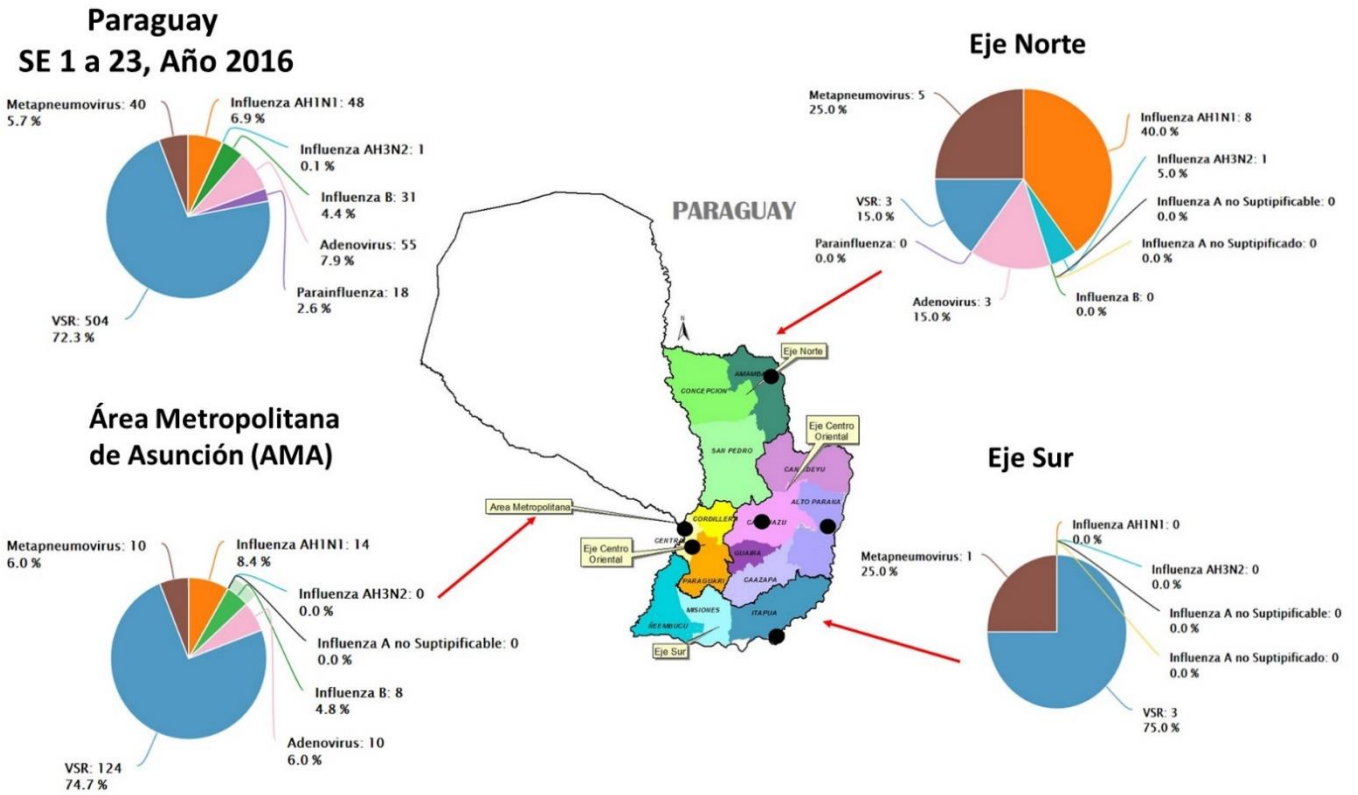 Paraguay
SE 1 a 23, Año 2016
Metapneumovirus: 40
5.7 %
Influenza AH1N1: 48
6.9 %
Influenza AH3N2: 1
0.1 %
Influenza B: 31
4.4 %
Adenovirus: 55
7.9 %
Parainfluenza: 18
2.6 %
VSR: 504
72.3 %
Eje Norte
Metapneumovirus: 5
25.0 %
Influenza AH1N1: 8
40.0 %
Influenza AH3N2: 1
5.0 %
Influenza A no Suptipificable: 0
0.0 %
Influenza A no Suptipificado: 0
0.0 %
Influenza B: 0
0.0 %
VSR: 3
15.0 %
Parainfluenza: 0
0.0 %
Adenovirus: 3
15.0 %
PARAGUAY
N
Eje Norte
CONCEPCION
SAN PEDRO
Eje Centro
Oriental
ALTO PARANA
Area Metropolitana
Eje Centro
Oriental
GUAIRA
PARAGUARI
CAAZAPA
MISIONES
ITAPUA
ÑEEMBUCU
Eje Sur
Área Metropolitana
de Asunción (AMA)
Metapneumovirus: 10
6.0 %
Influenza AH1N1: 14
8.4 %
Influenza AH3N2: 0
0.0 %
Influenza A no Suptipificable: 0
0.0 %
Influenza B: 8
4.8 %
Adenovirus: 10
6.0 %
VSR: 124
74.7 %
Eje Sur
Influenza AH1N1: 0
0.0 %
Metapneumovirus: 1
25.0 %
Influenza AH3N2: 0
0.0 %
Influenza A no Suptipificable: 0
0.0 %
Influenza A no Suptipificado: 0
0.0 %
VSR: 3
75.0 %